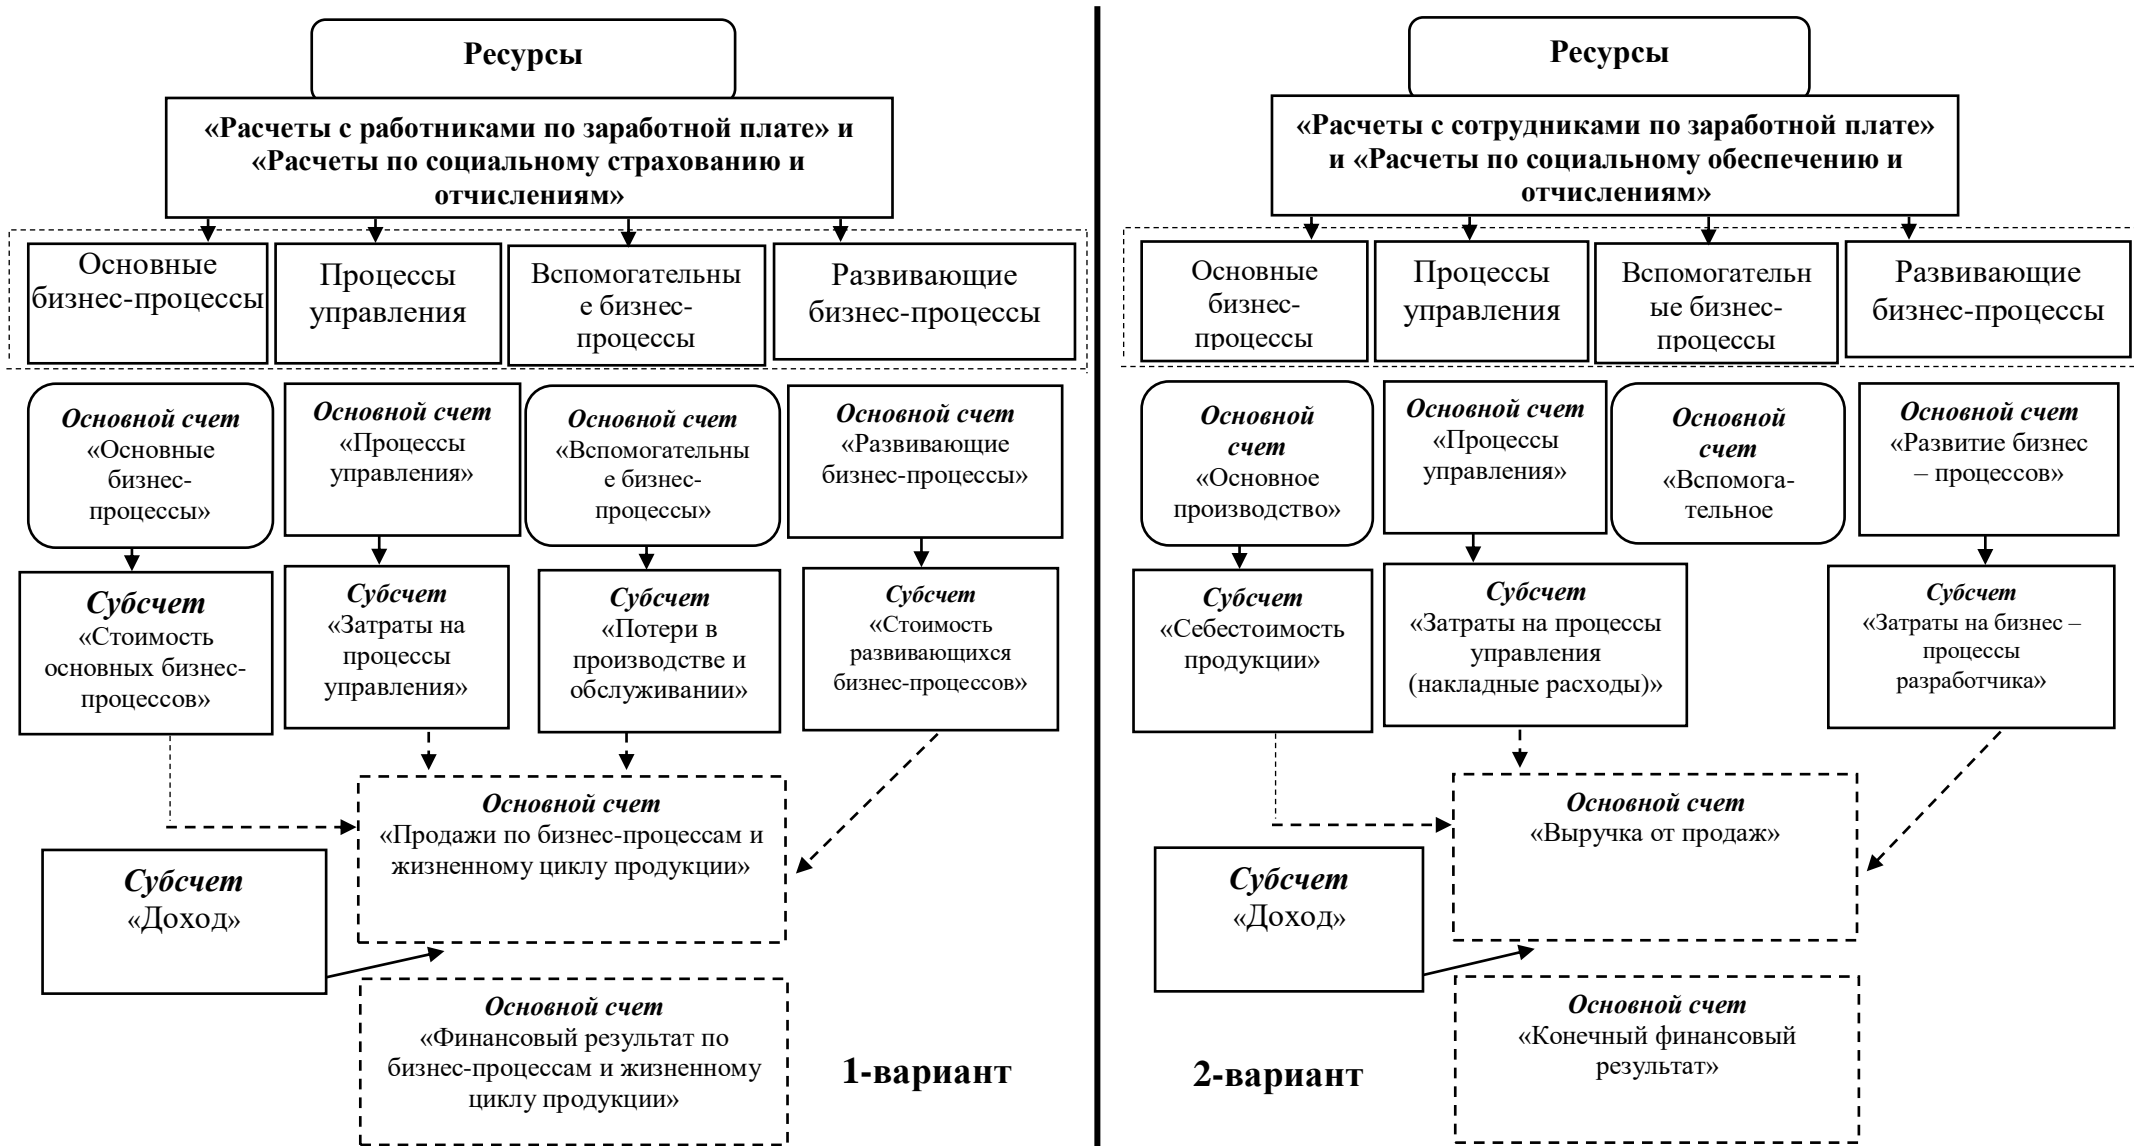 Ресурсы
«Расчеты с работниками по заработной плате» и
«Расчеты по социальному страхованию и
отчислениям»
Основные
бизнес-процессы
Процессы
управления
Вспомогательны
е бизнес-
процессы
Развивающие
бизнес-процессы
Основной счет
«Основные
бизнес-
процессы»
Основной счет
«Процессы
управления»
Основной счет
«Вспомогательны
е бизнес-
процессы»
Основной счет
«Развивающие
бизнес-процессы»
Субсчет
«Стоимость
основных бизнес-
процессов»
Субсчет
«Затраты на
процессы
управления»
Субсчет
«Потери в
производстве и
обслуживании»
Субсчет
«Стоимость
развивающихся
бизнес-процессов»
Основной счет
«Продажи по бизнес-процессам и
жизненному циклу продукции»
Субсчет
«Доход»
Основной счет
«Финансовый результат по
бизнес-процессам и жизненному
циклу продукции»
1-вариант
Ресурсы
«Расчеты с сотрудниками по заработной плате»
и «Расчеты по социальному обеспечению и
отчислениям»
Основные
бизнес-
процессы
Процессы
управления
Вспомогательн
ые бизнес-
процессы
Развивающие
бизнес-процессы
Основной
счет
«Основное
производство»
Основной счет
«Процессы
управления»
Основной
счет
«Вспомога-
тельное
Основной счет
«Развитие бизнес
– процессов»
Субсчет
«Себестоимость
продукции»
Субсчет
«Затраты на процессы
управления
(накладные расходы)»
Субсчет
«Затраты на бизнес –
процессы
разработчика»
Основной счет
«Выручка от продаж»
Субсчет
«Доход»
Основной счет
«Конечный финансовый
результат»
2-вариант